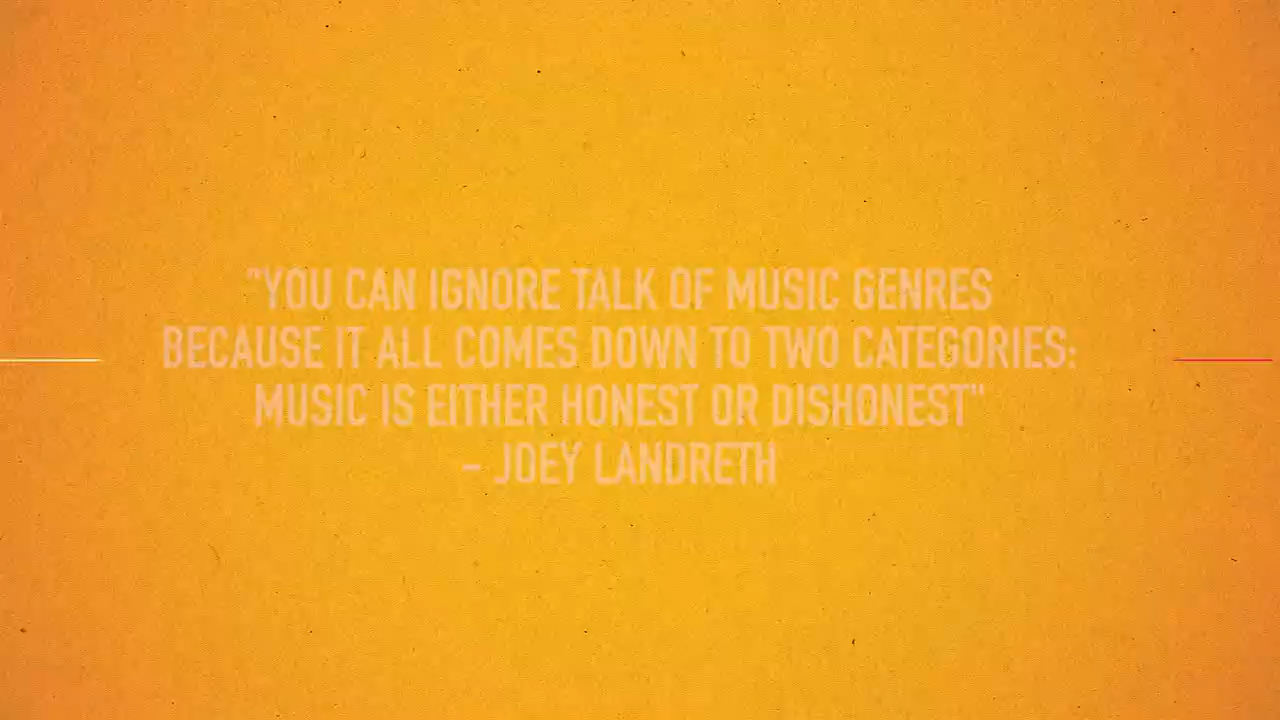 "YOU CAN IGNORE TALK OF MUSIC GENRES
BECAUSE IT ALL COMES DOWN TO TWO CATEGORIES:
MUSIC IS EITHER HONEST OR DISHONEST"
- JOEY LANDRETH